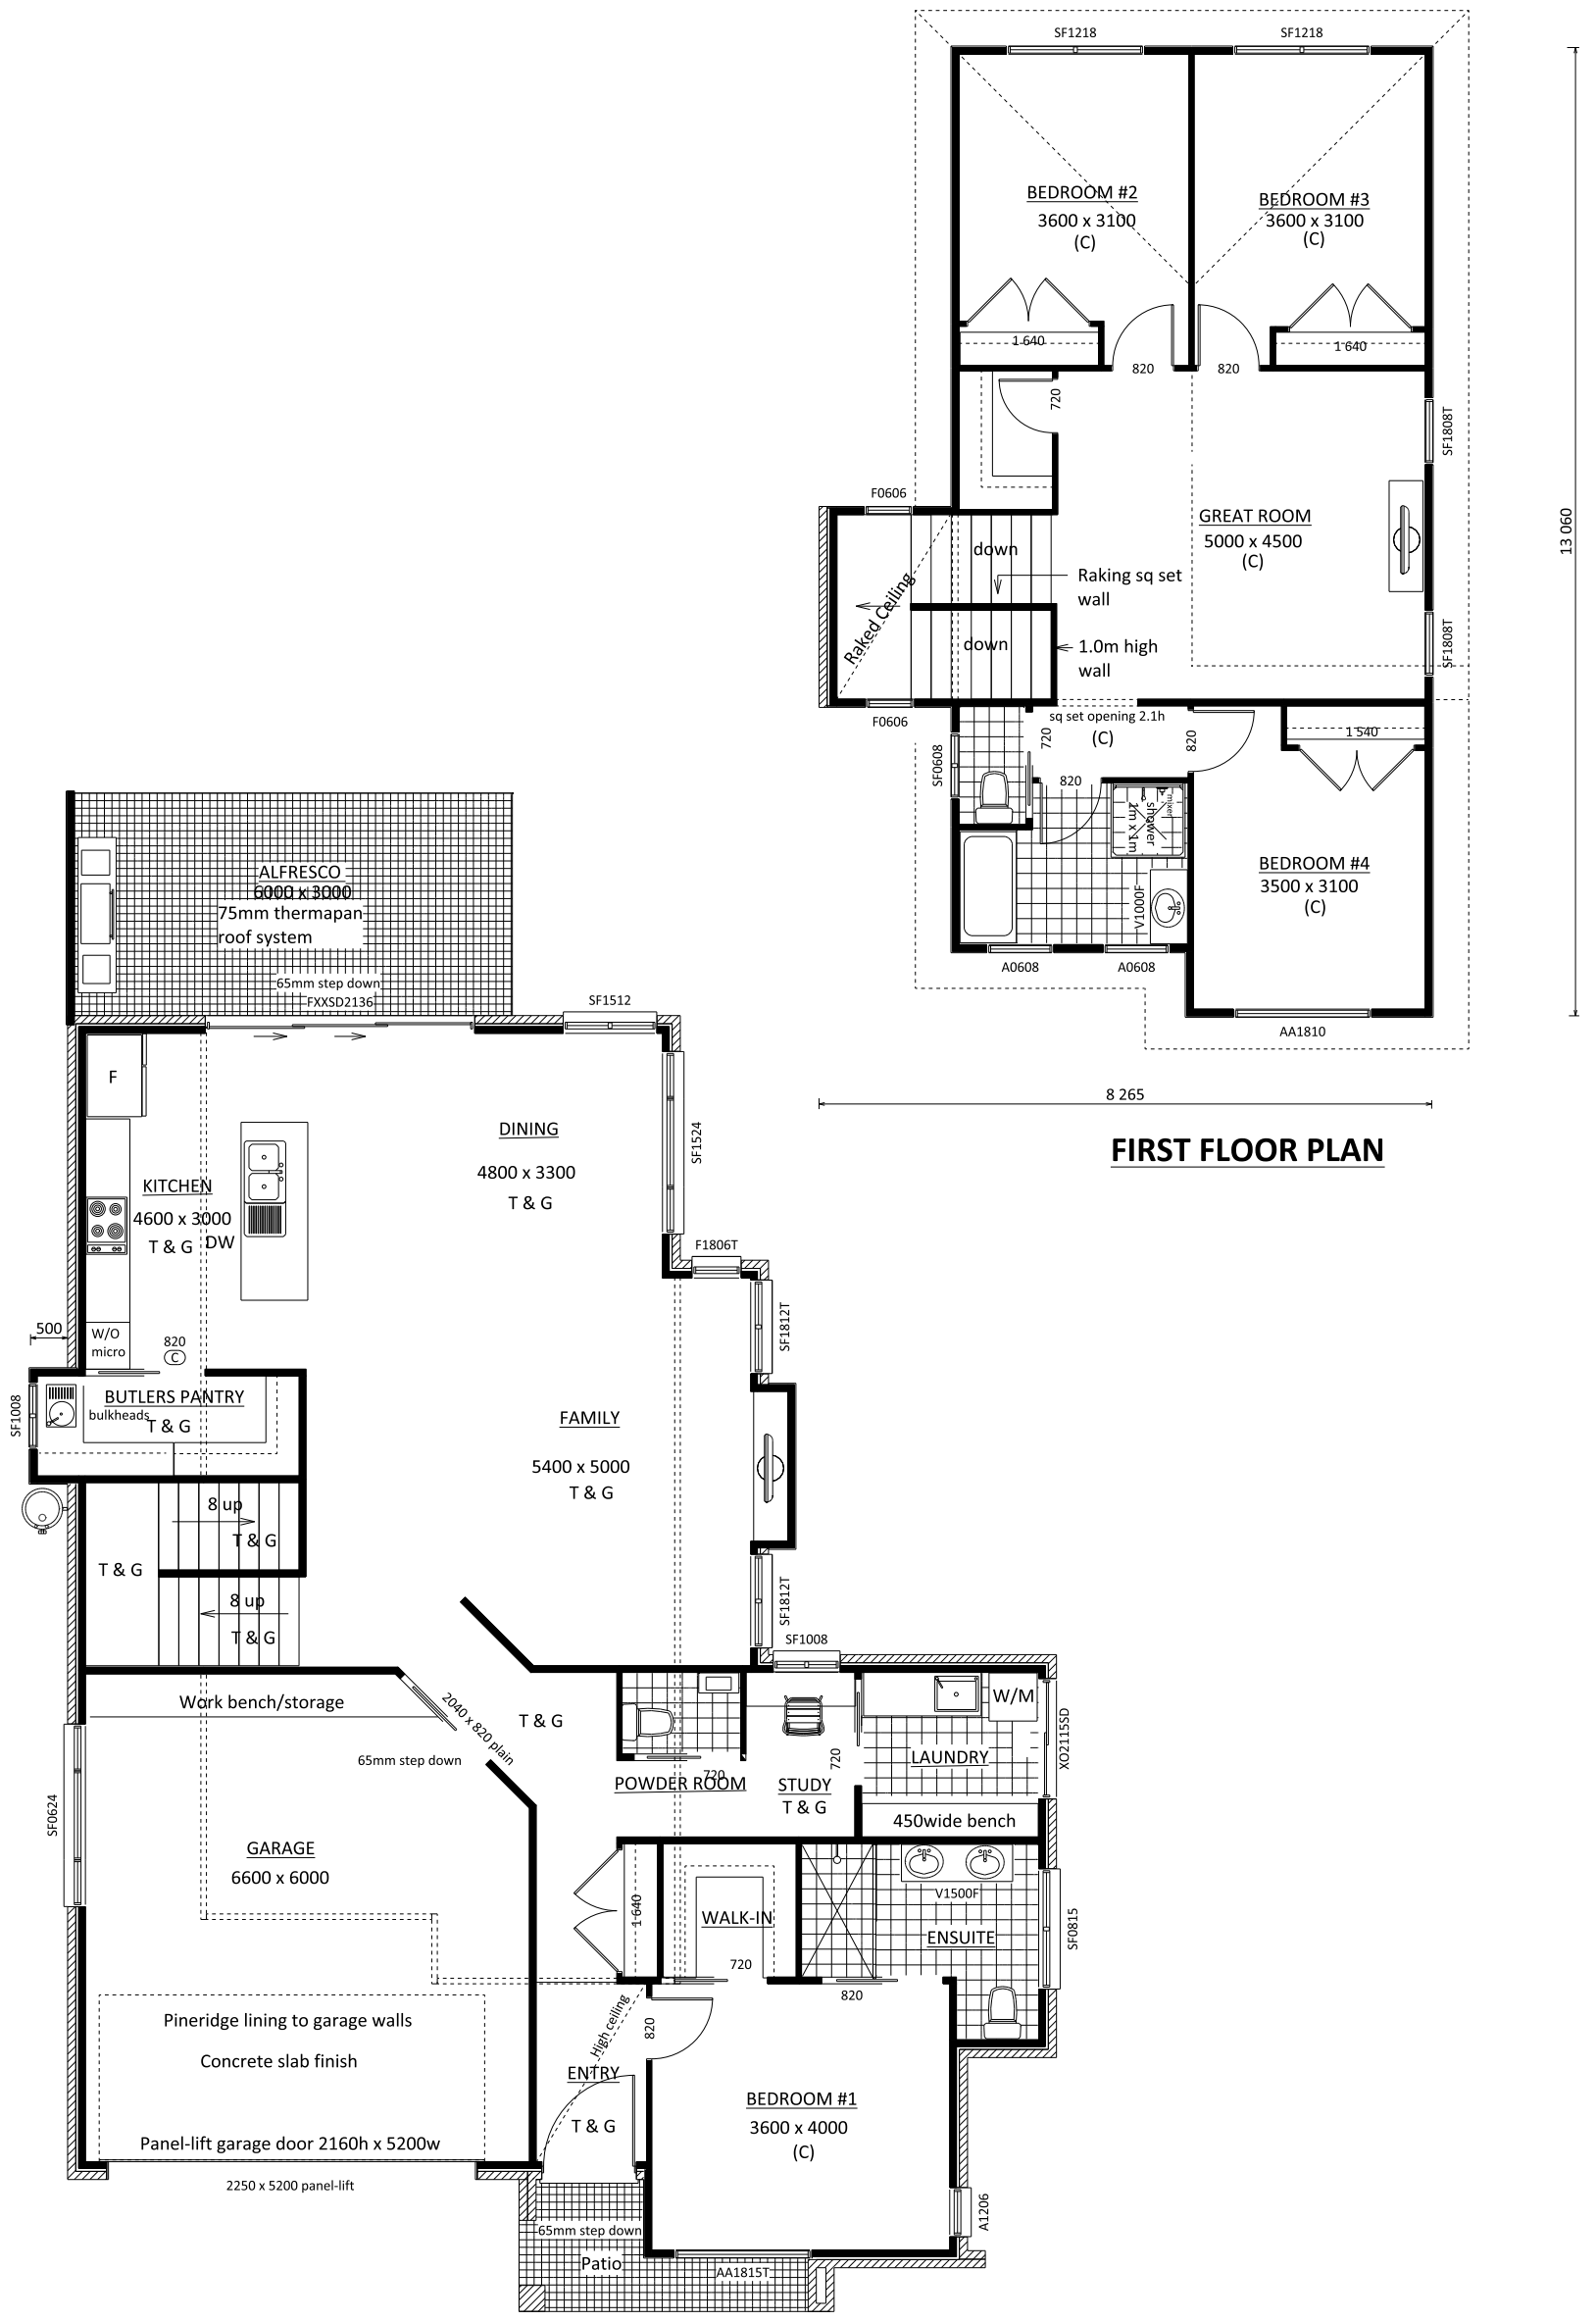 SF1218
SF1218
BEDROOM #2
3600 x 3100
(C)
BEDROOM #3
3600 x 3100
(C)
1 640
1 640
820
820
720
SF1808T
F0606
GREAT ROOM
5000 x 4500
(C)
13 060
down
Raking sq set
wall
Raked Ceiling
down
1.0m high
wall
SF1808T
F0606
sq set opening 2.1h
(C)
720
820
1 540
SF0608
820
mixer
shower
1m x 1m
BEDROOM #4
3500 x 3100
(C)
V1000F
A0608
A0608
AA1810
8 265
FIRST FLOOR PLAN
ALFRESCO
6000 x 3000
75mm thermapan
roof system
65mm step down
FXXSD2136
SF1512
F
DINING
4800 x 3300
T & G
SF1524
KITCHEN
4600 x 3000
T & G
DW
F1806T
500
W/O
micro
820
C
SF1812T
SF1008
BUTLERS PANTRY
bulkheads
T & G
FAMILY
5400 x 5000
T & G
8 up
T & G
T & G
8 up
T & G
SF1812T
SF1008
Work bench/storage
2040 x 820 plain
T & G
65mm step down
W/M
XO2115SD
LAUNDRY
720
720
POWDER ROOM
STUDY
T & G
450wide bench
SF0624
GARAGE
6600 x 6000
1 640
WALK-IN
V1500F
ENSUITE
SF0815
720
820
High ceiling
820
Pineridge lining to garage walls
Concrete slab finish
ENTRY
T & G
BEDROOM #1
3600 x 4000
(C)
Panel-lift garage door 2160h x 5200w
2250 x 5200 panel-lift
A1206
65mm step down
Patio
AA1815T